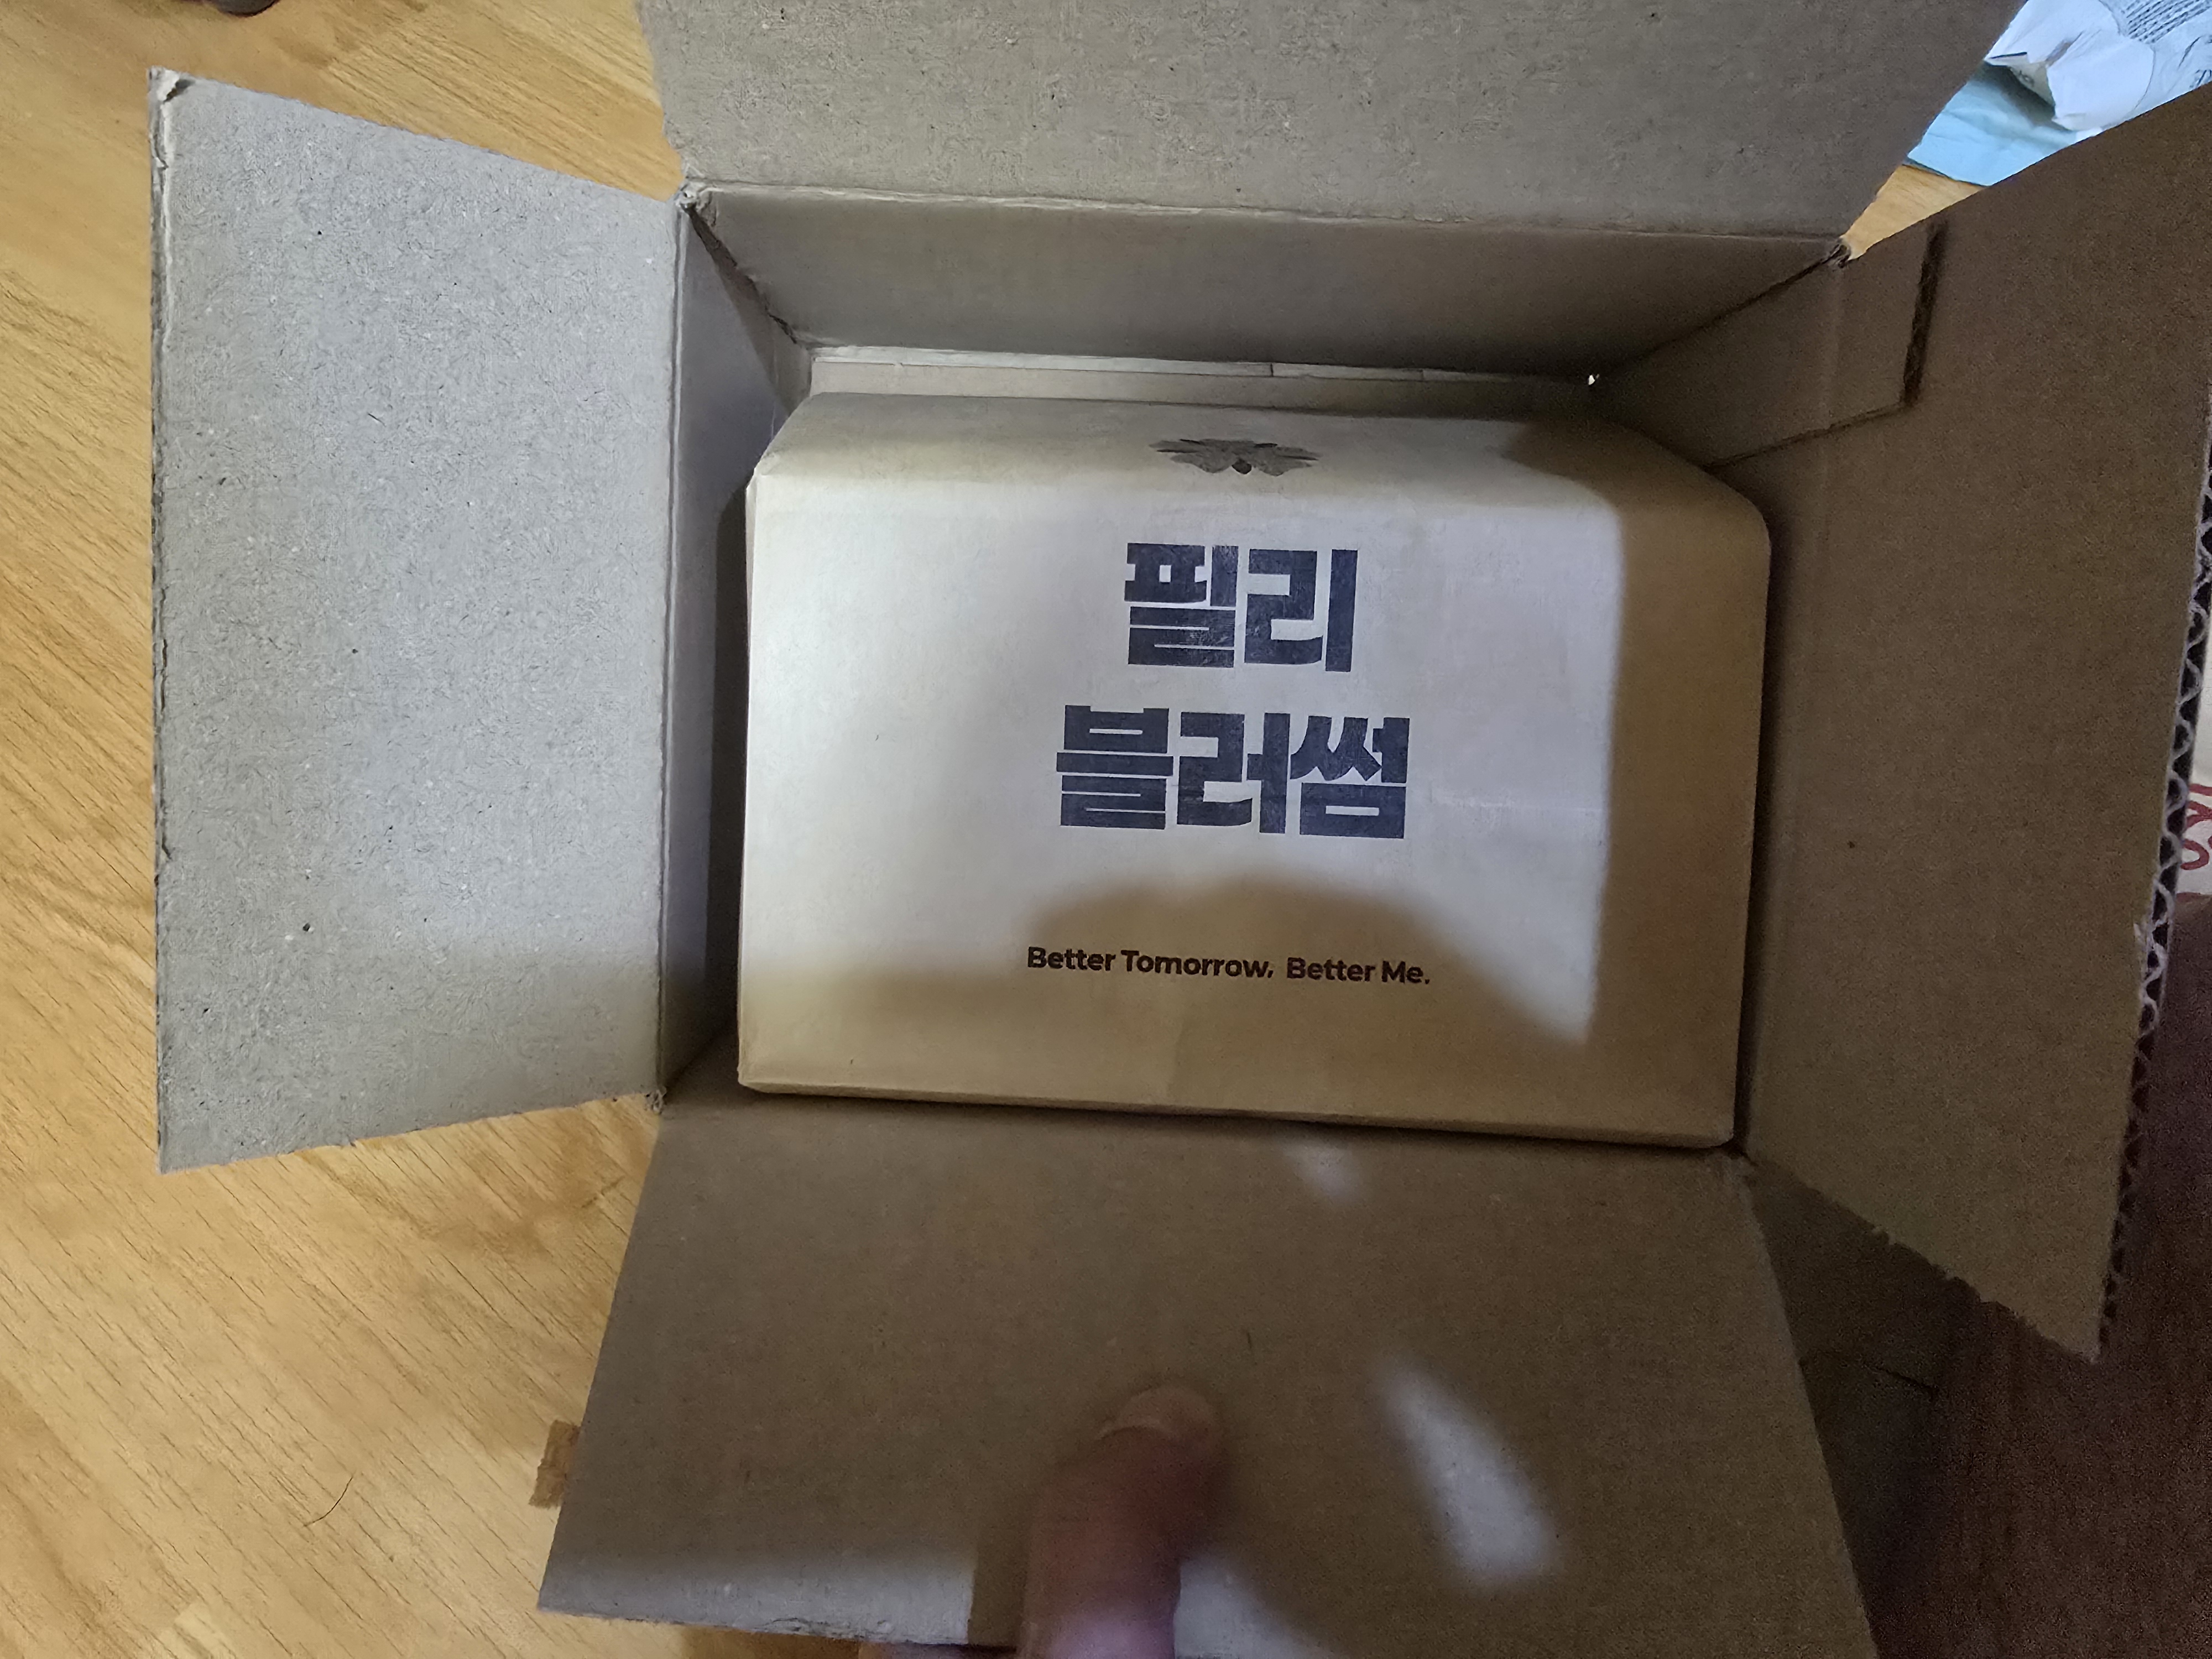 필리
블러썸
Better Tomorrow, Better Me.